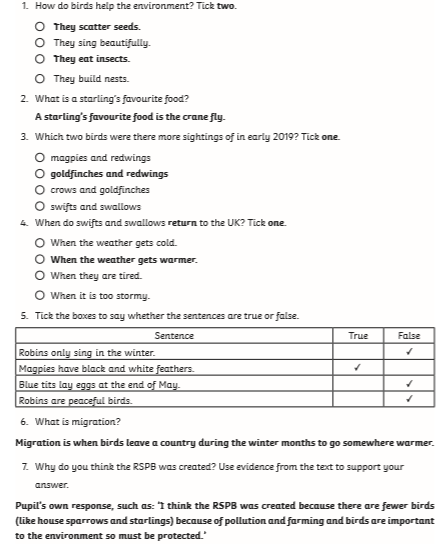 1. How do birds help the environment? Tick two.
They scatter seeds.
They sing beautifully.
They eat insects.
They build nests.
2. What is a starling's favourite food?
A starling's favourite food is the crane fly.
3. Which two birds were there more sightings of in early 2019? Tick one.
magpies and redwings
goldfinches and redwings
crows and goldfinches
swifts and swallows
4. When do swifts and swallows return to the UK? Tick one.
When the weather gets cold.
When the weather gets warmer.
When they are tired.
When it is too stormy.
5. Tick the boxes to say whether the sentences are true or false.
Sentence True False
Robins only sing in the winter. ✓
Magpies have black and white feathers. ✓
Blue tits lay eggs at the end of May. ✓
Robins are peaceful birds. ✓
6. What is migration?
Migration is when birds leave a country during the winter months to go somewhere warmer.
7. Why do you think the RSPB was created? Use evidence from the text to support your
answer.
Pupil's own response, such as: 'I think the RSPB was created because there are fewer birds
(like house sparrows and starlings) because of pollution and farming and birds are important
to the environment so must be protected.'